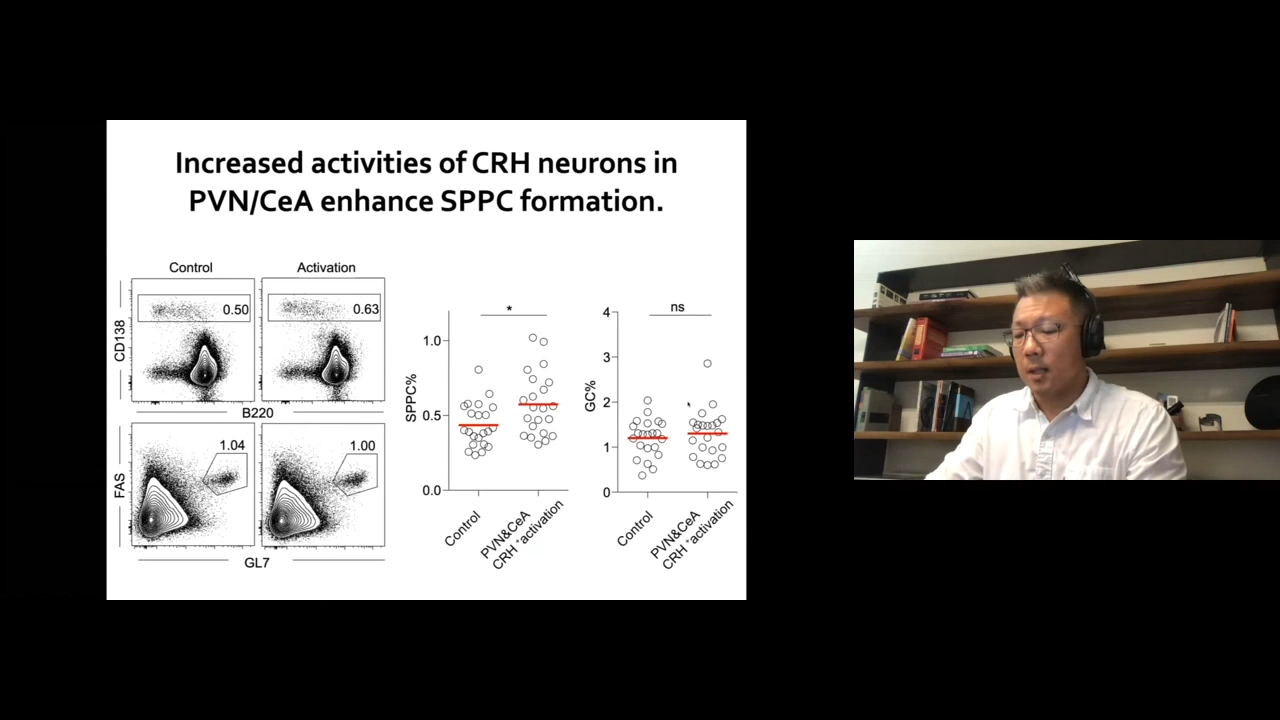 Increased activities of CRH neurons in
PVN/CeA enhance SPPC formation.
Control
Activation
0.50
0.63
CD138
B220
1.04
1.00
FAS
GL7
*
1.0
0.5
0.0
SPPC%
Control
PVN&CeA
CRH⁺activation
ns
4
3
2
1
0
GC%
Control
PVN&CeA
CRH⁺activation